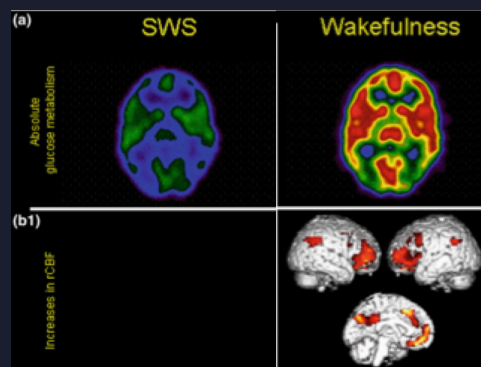 (a)
SWS
Wakefulness
Absolute
glucose metabolism
(b1)
Increases in rCBF